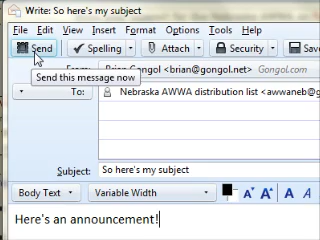 Write: So here's my subject
File Edit View Insert Format Options Tools Help
Send Spelling Attach Security Save
Send this message now
From: Brian Gongol <brian@gongol.net> Gongol.com
To: Nebraska AWWA distribution list <awwaneb@g
Subject: So here's my subject
Body Text Variable Width
Here's an announcement!